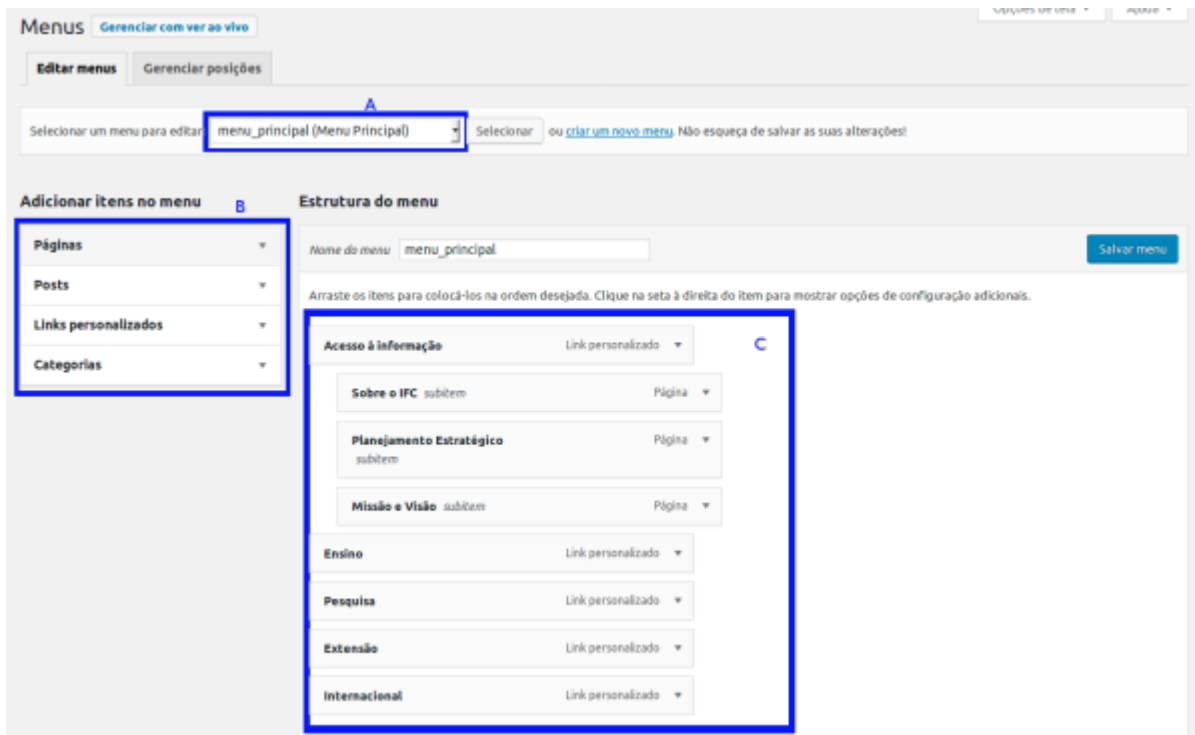 Opções de tela Ajuda
Menus Gerenciar com ver ao vivo
Editar menus Gerenciar posições
A
Selecionar um menu para editar menu_principal (Menu Principal) Selecionar ou criar um novo menu. Não esqueça de salvar as suas alterações!
Adicionar itens no menu B Estrutura do menu
Páginas
Posts
Links personalizados
Categorias
Nome do menu menu_principal Salvar menu
Arraste os itens para colocá-los na ordem desejada. Clique na seta à direita do item para mostrar opções de configuração adicionais.
C
Acesso à informação Link personalizado
Sobre o IFC subitem Página
Planejamento Estratégico Página
subitem
Missão e Visão subitem Página
Ensino Link personalizado
Pesquisa Link personalizado
Extensão Link personalizado
Internacional Link personalizado